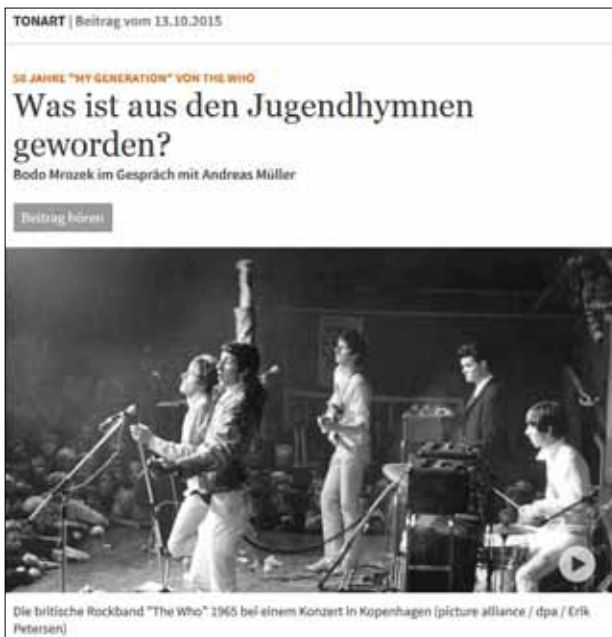 TONART | Beitrag vom 13.10.2015
50 JAHRE "MY GENERATION" VON THE WHO
Was ist aus den Jugendhymnen
geworden?
Bodo Mrozek im Gespräch mit Andreas Müller
Beitrag hören
Die britische Rockband "The Who" 1965 bei einem Konzert in Kopenhagen (picture alliance / dpa / Erik
Petersen)